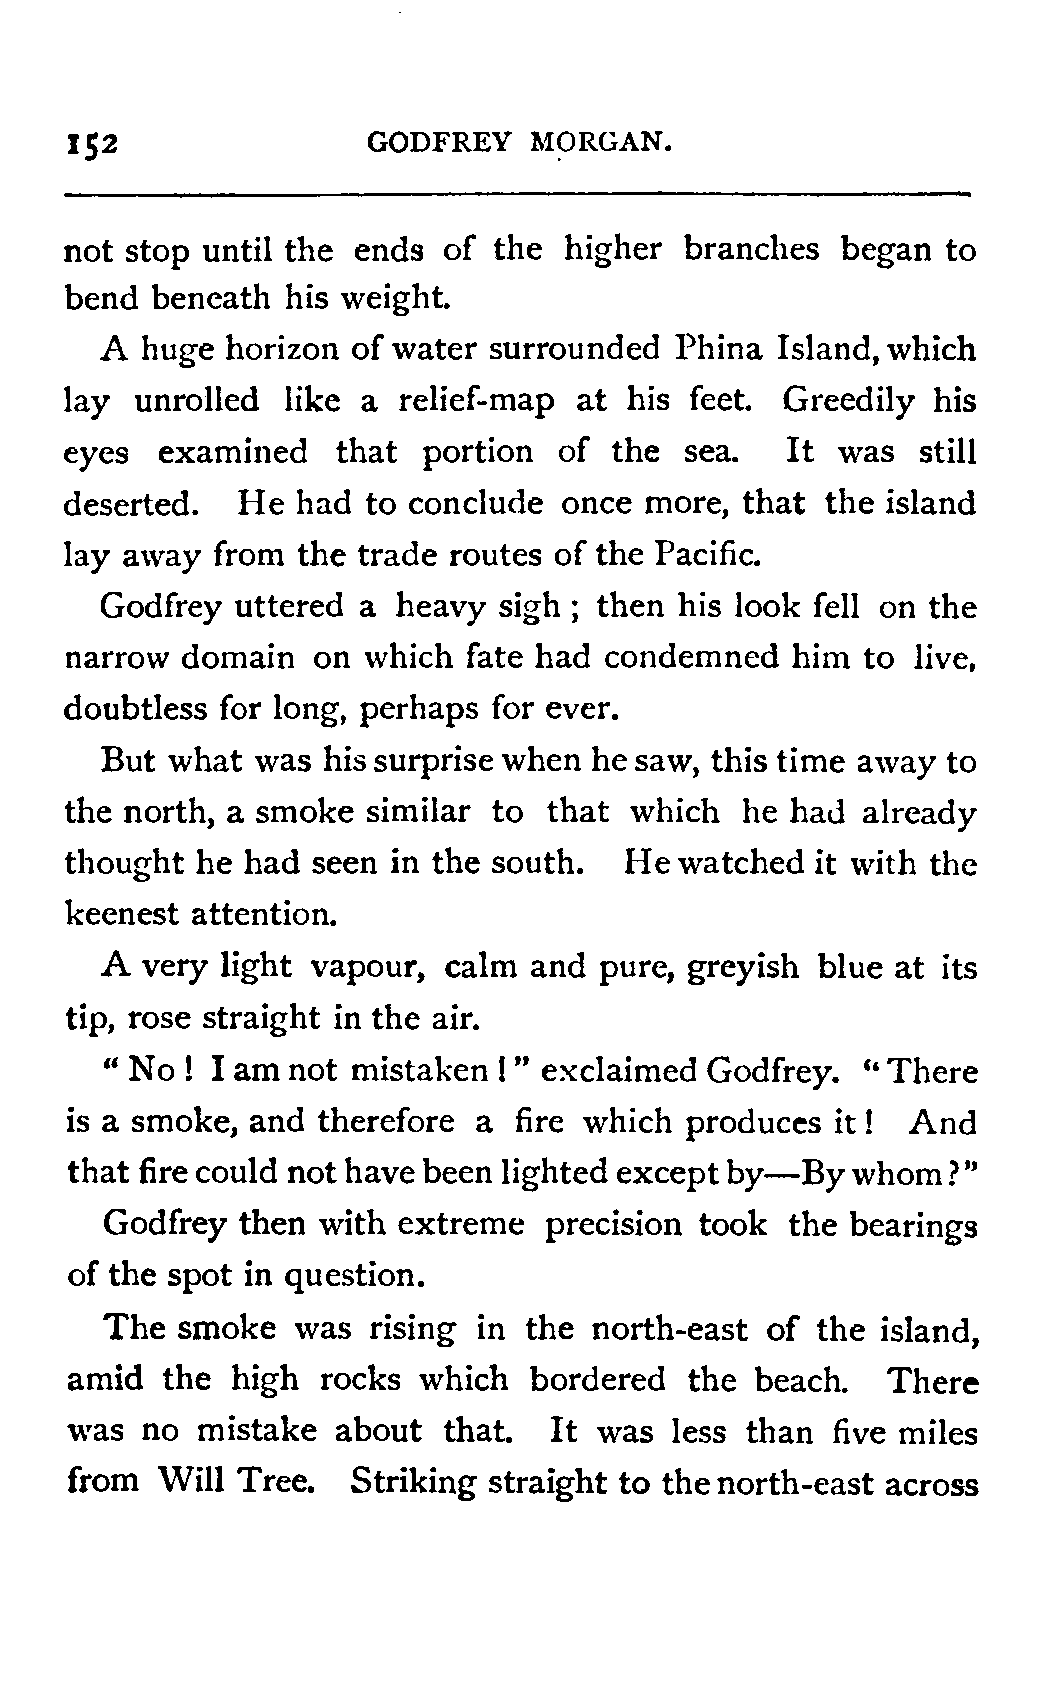 152 GODFREY MORGAN.
not stop until the ends of the higher branches began to
bend beneath his weight.
A huge horizon of water surrounded Phina Island, which
lay unrolled like a relief-map at his feet. Greedily his
eyes examined that portion of the sea. It was still
deserted. He had to conclude once more, that the island
lay away from the trade routes of the Pacific.
Godfrey uttered a heavy sigh ; then his look fell on the
narrow domain on which fate had condemned him to live,
doubtless for long, perhaps for ever.
But what was his surprise when he saw, this time away to
the north, a smoke similar to that which he had already
thought he had seen in the south. He watched it with the
keenest attention.
A very light vapour, calm and pure, greyish blue at its
tip, rose straight in the air.
" No ! I am not mistaken ! " exclaimed Godfrey. " There
is a smoke, and therefore a fire which produces it ! And
that fire could not have been lighted except by—By whom ? "
Godfrey then with extreme precision took the bearings
of the spot in question.
The smoke was rising in the north-east of the island,
amid the high rocks which bordered the beach. There
was no mistake about that. It was less than five miles
from Will Tree. Striking straight to the north-east across